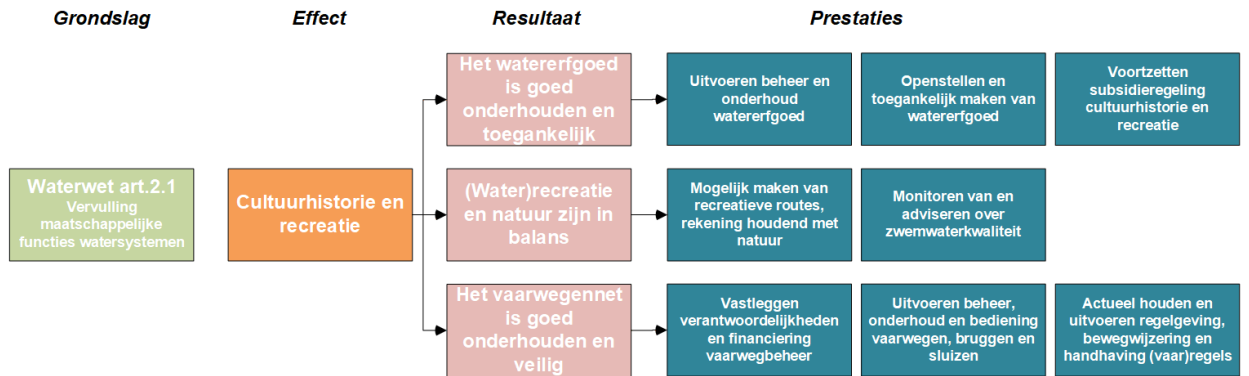 Grondslag
Effect
Resultaat
Prestaties
Waterwet art.2.1
Vervulling
maatschappelijke
functies watersystemen
Cultuurhistorie en
recreatie
Het watererfgoed
is goed
onderhouden en
toegankelijk
Uitvoeren beheer en
onderhoud
watererfgoed
Openstellen en
toegankelijk maken van
watererfgoed
Voortzetten
subsidieregeling
cultuurhistorie en
recreatie
(Water)recreatie
en natuur zijn in
balans
Mogelijk maken van
recreatieve routes,
rekening houdend met
natuur
Monitoren van en
adviseren over
zwemwaterkwaliteit
Het vaarwegennet
is goed
onderhouden en
veilig
Vastleggen
verantwoordelijkheden
en financiering
vaarwegbeheer
Uitvoeren beheer,
onderhoud en bediening
vaarwegen, bruggen en
sluizen
Actueel houden en
uitvoeren regelgeving,
bewegwijzering en
handhaving (vaar)regels